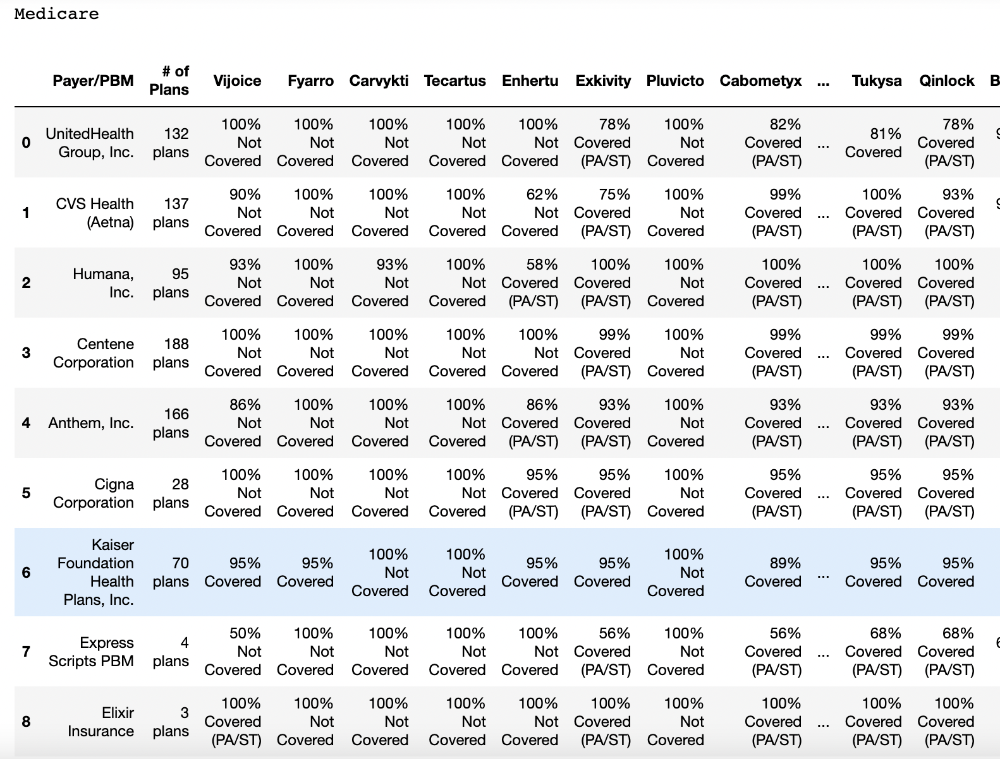 Medicare
Payer/PBM # of Plans Vijoice Fyarro Carvykti Tecartus Enhertu Exkivity Pluvicto Cabometyx ... Tukysa Qinlock
0 UnitedHealth Group, Inc. 132 plans 100% Not Covered 100% Not Covered 100% Not Covered 100% Not Covered 100% Not Covered 78% Covered (PA/ST) 100% Not Covered 82% Covered (PA/ST) ... 81% Covered 78% Covered (PA/ST)
1 CVS Health (Aetna) 137 plans 90% Not Covered 100% Not Covered 100% Not Covered 100% Not Covered 62% Not Covered 75% Covered (PA/ST) 100% Not Covered 99% Covered (PA/ST) ... 100% Covered (PA/ST) 93% Covered (PA/ST)
2 Humana, Inc. 95 plans 93% Not Covered 100% Not Covered 93% Not Covered 100% Not Covered 58% Covered (PA/ST) 100% Covered (PA/ST) 100% Not Covered 100% Covered (PA/ST) ... 100% Covered (PA/ST) 100% Covered (PA/ST)
3 Centene Corporation 188 plans 100% Not Covered 100% Not Covered 100% Not Covered 100% Not Covered 100% Not Covered 99% Covered (PA/ST) 100% Not Covered 99% Covered (PA/ST) ... 99% Covered (PA/ST) 99% Covered (PA/ST)
4 Anthem, Inc. 166 plans 86% Not Covered 100% Not Covered 100% Not Covered 100% Not Covered 86% Covered (PA/ST) 93% Covered (PA/ST) 100% Not Covered 93% Covered (PA/ST) ... 93% Covered (PA/ST) 93% Covered (PA/ST)
5 Cigna Corporation 28 plans 100% Not Covered 100% Not Covered 100% Not Covered 100% Not Covered 95% Covered (PA/ST) 95% Covered (PA/ST) 100% Not Covered 95% Covered (PA/ST) ... 95% Covered (PA/ST) 95% Covered (PA/ST)
6 Kaiser Foundation Health Plans, Inc. 70 plans 95% Covered 95% Covered 100% Not Covered 100% Not Covered 95% Covered 95% Covered 100% Not Covered 89% Covered ... 95% Covered 95% Covered
7 Express Scripts PBM 4 plans 50% Not Covered 100% Not Covered 100% Not Covered 100% Not Covered 100% Not Covered 56% Covered (PA/ST) 100% Not Covered 56% Covered (PA/ST) ... 68% Covered (PA/ST) 68% Covered (PA/ST)
8 Elixir Insurance 3 plans 100% Covered (PA/ST) 100% Not Covered 100% Not Covered 100% Not Covered 100% Not Covered 100% Covered (PA/ST) 100% Not Covered 100% Covered (PA/ST) ... 100% Covered (PA/ST) 100% Covered (PA/ST)